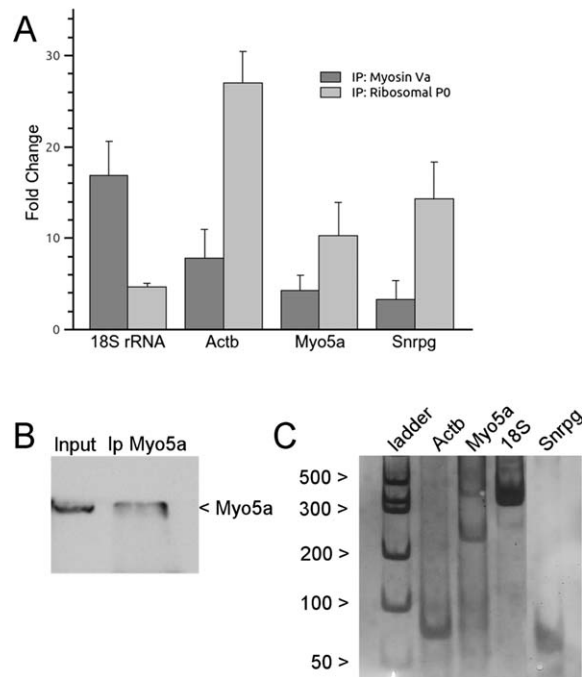 A
30
20
10
0
Fold Change
IP: Myosin Va
IP: Ribosomal P0
18S rRNA Actb Myo5a Snrpg
B
Input Ip Myo5a
< Myo5a
C
ladder Actb Myo5a 18S Snrpg
500 >
300 >
200 >
100 >
50 >